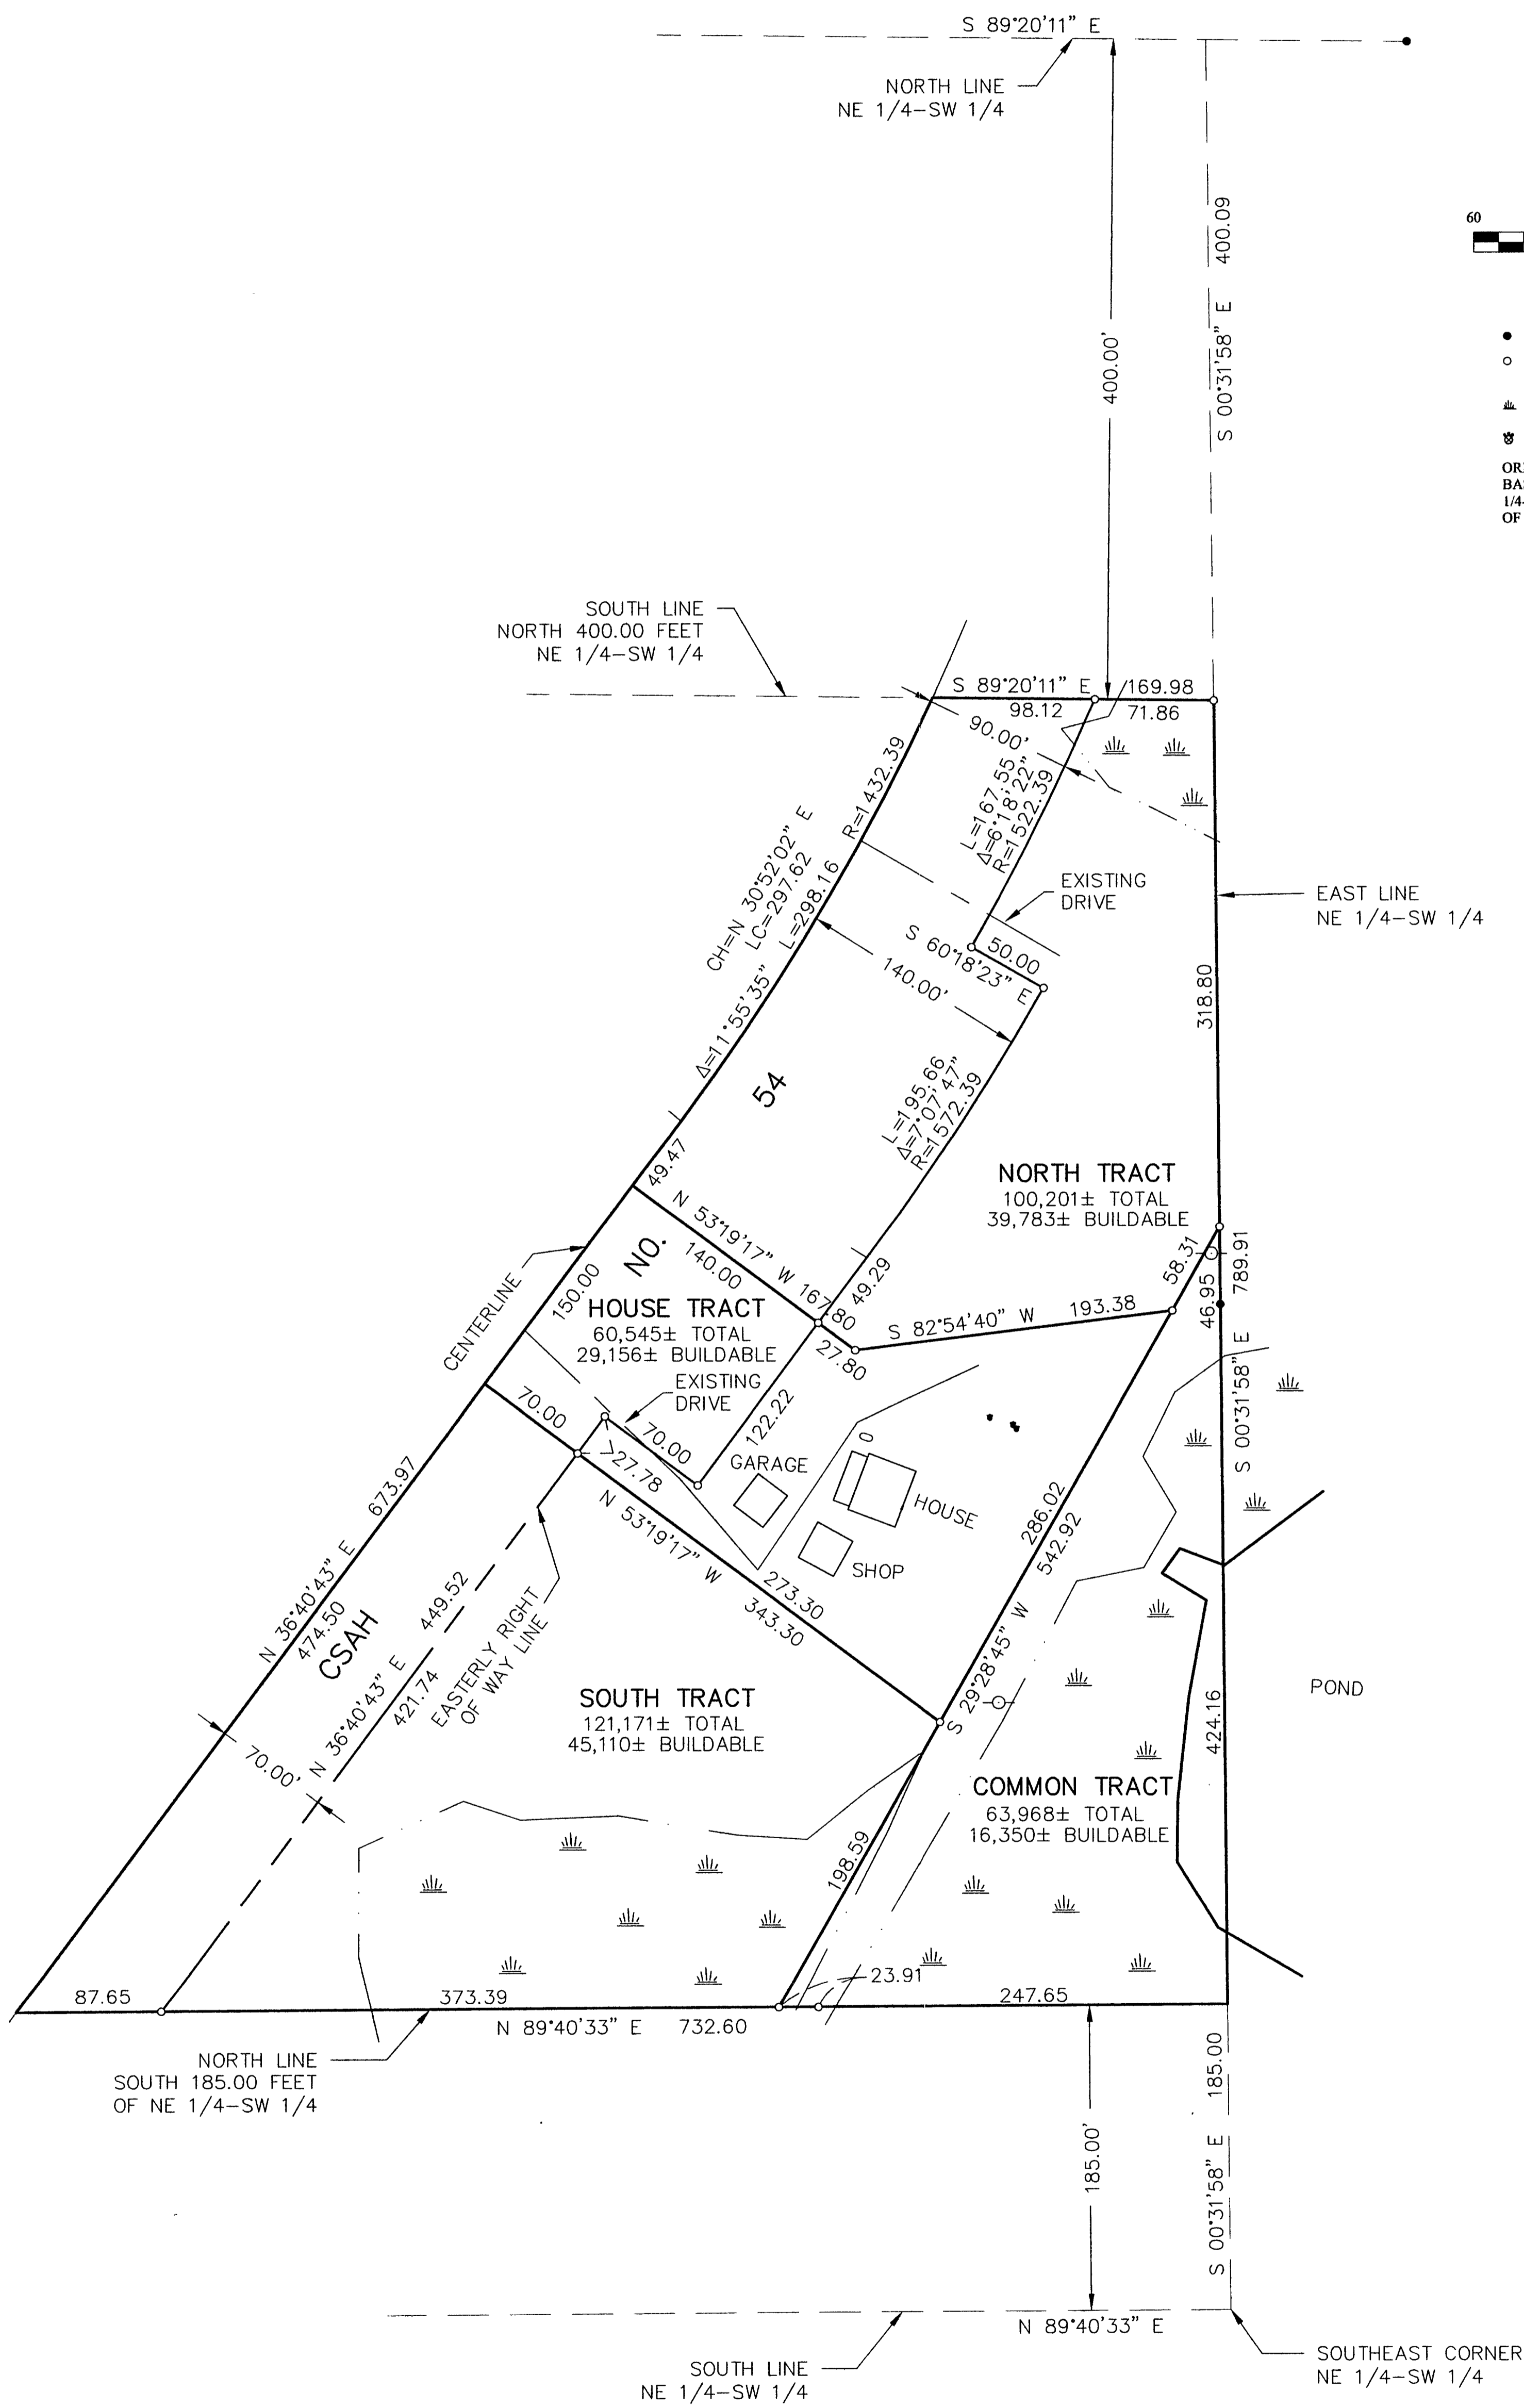 S 89°20'11" E
NORTH LINE
NE 1/4-SW 1/4
400.09
S 00°31'58" E
400.00'
60
OR
BA
1/4
OF
SOUTH LINE
NORTH 400.00 FEET
NE 1/4-SW 1/4
S 89°20'11" E
169.98
98.12
71.86
90.00'
R=1432.39
L=167.55
Δ=6°18'22"
R=1522.39
CH=N 30°52'02" E
LC=297.62
L=298.16
Δ=11°55'35"
EXISTING
DRIVE
EAST LINE
NE 1/4-SW 1/4
S 60°18'23" E
50.00
140.00'
318.80
54
L=195.66
Δ=7°07'47"
R=1572.39
49.47
NORTH TRACT
100,201± TOTAL
39,783± BUILDABLE
N 53°19'17" W 167.80
140.00
49.29
NO.
58.31
789.91
46.95
CENTERLINE
150.00
HOUSE TRACT
60,545± TOTAL
29,156± BUILDABLE
S 82°54'40" W 193.38
27.80
EXISTING
DRIVE
S 00°31'58" E
70.00
70.00
122.22
27.78
GARAGE
HOUSE
SHOP
N 53°19'17" W
273.30
343.30
286.02
542.92
S 29°28'45" W
N 36°40'43" E 673.97
474.50
CSAH
N 36°40'43" E 449.52
421.74
EASTERLY RIGHT
OF WAY LINE
70.00'
SOUTH TRACT
121,171± TOTAL
45,110± BUILDABLE
POND
424.16
COMMON TRACT
63,968± TOTAL
16,350± BUILDABLE
198.59
23.91
87.65
373.39
247.65
N 89°40'33" E 732.60
NORTH LINE
SOUTH 185.00 FEET
OF NE 1/4-SW 1/4
185.00
185.00'
S 00°31'58" E
N 89°40'33" E
SOUTH LINE
NE 1/4-SW 1/4
SOUTHEAST CORNER
NE 1/4-SW 1/4